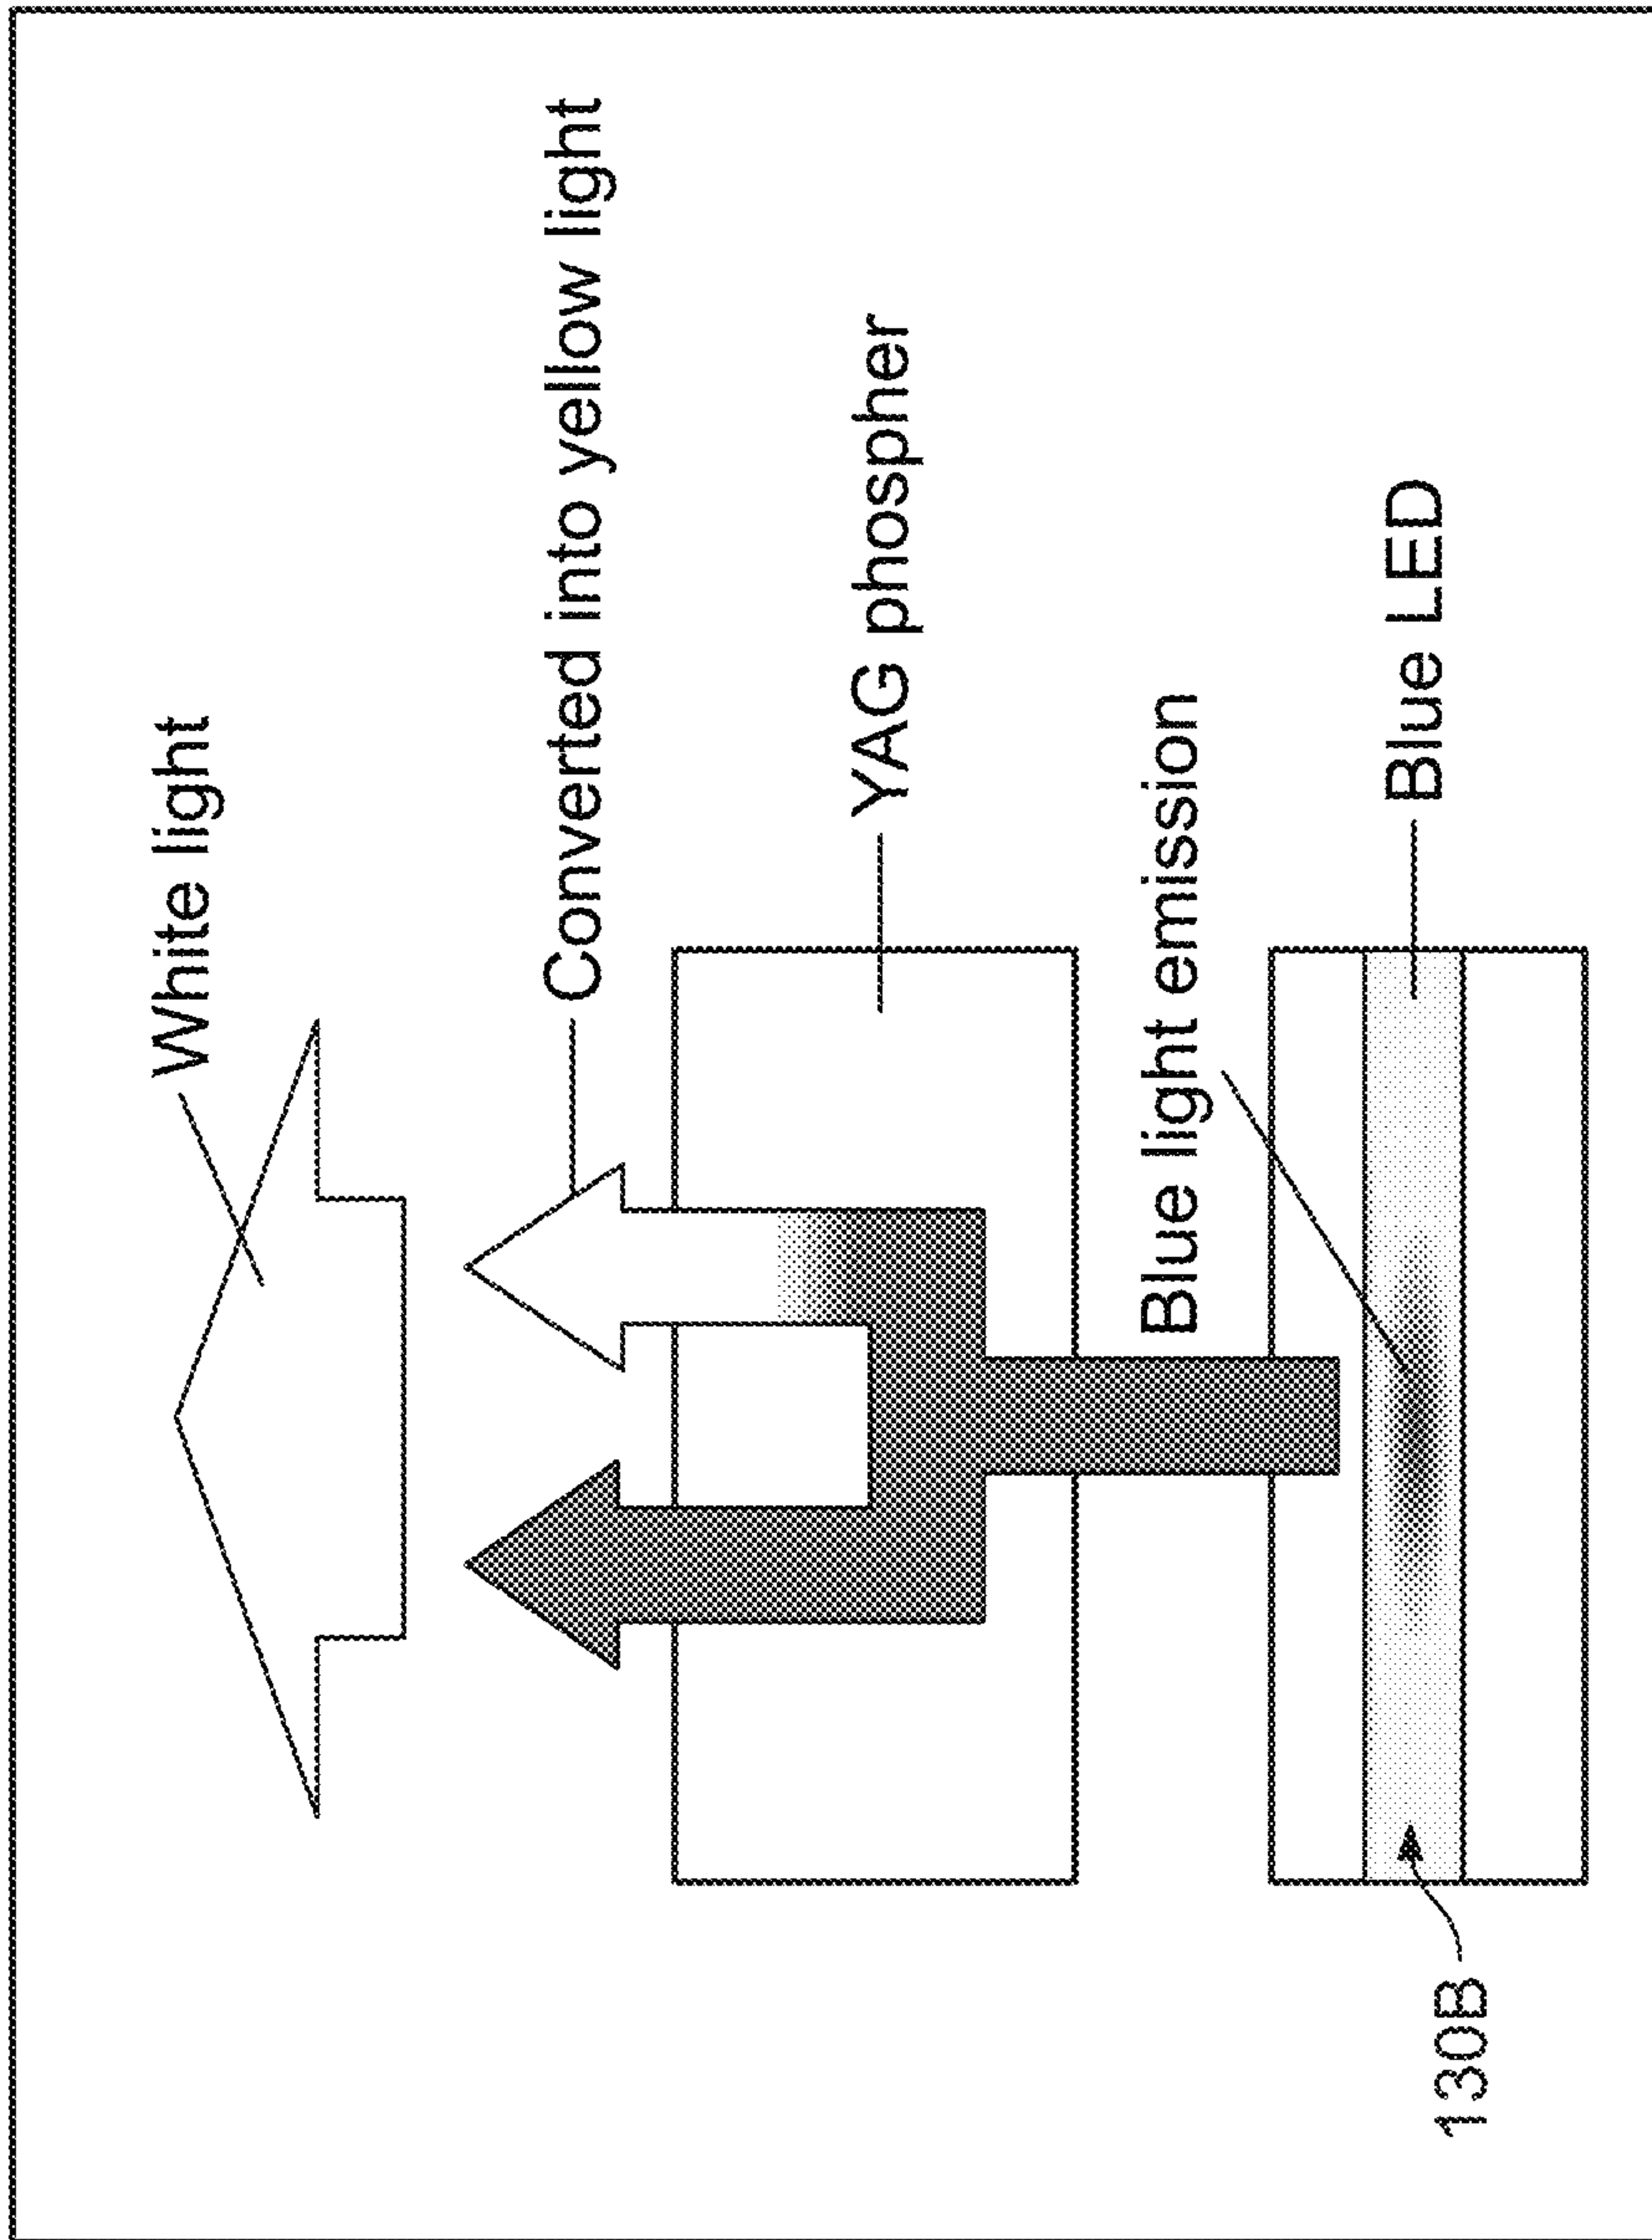 White light
Converted into yellow light
YAG phospher
Blue light emission
Blue LED
130B